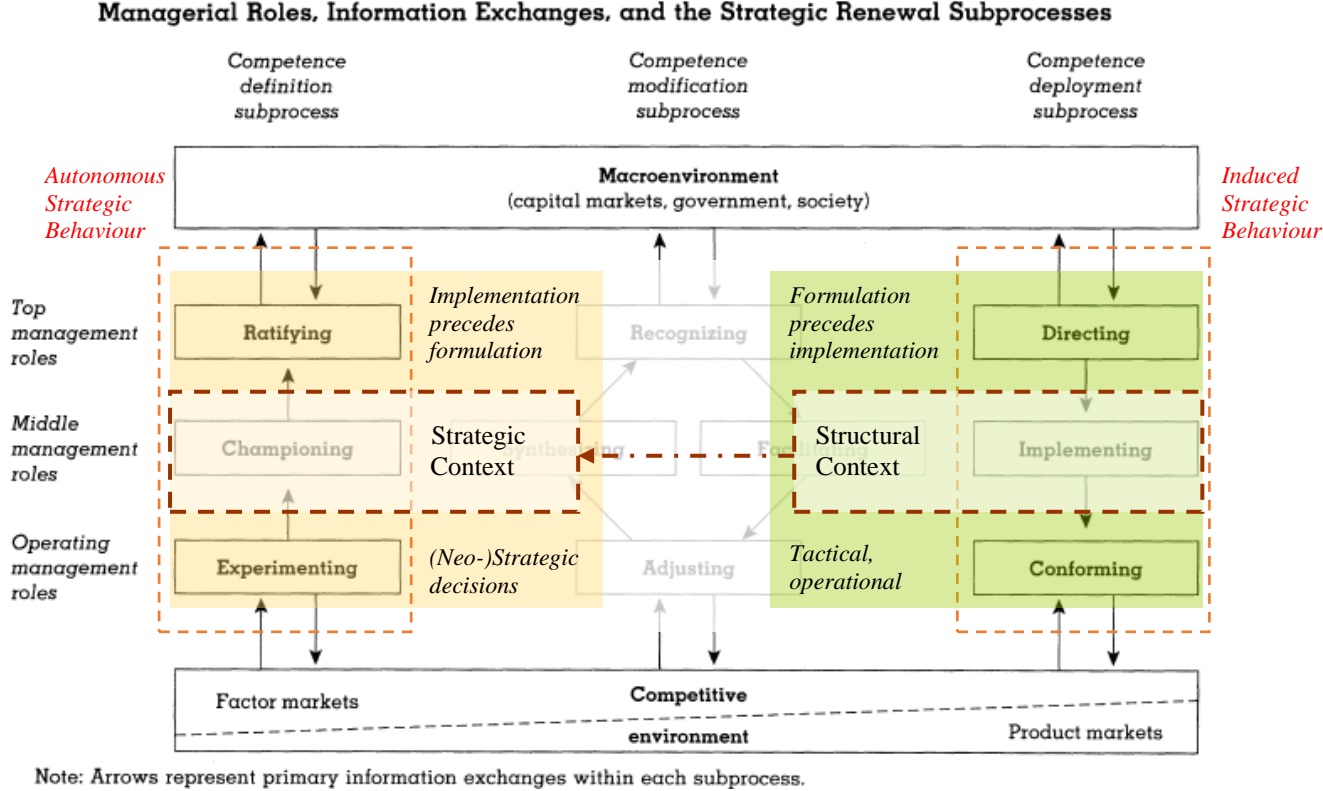 Managerial Roles, Information Exchanges, and the Strategic Renewal Subprocesses
Competence
definition
subprocess
Competence
modification
subprocess
Competence
deployment
subprocess
Autonomous
Strategic
Behaviour
Macroenvironment
(capital markets, government, society)
Induced
Strategic
Behaviour
Top
management
roles
Ratifying
Implementation
precedes
formulation
Recognizing
Formulation
precedes
implementation
Directing
Middle
management
roles
Championing
Strategic
Context
Synthesizing
Facilitating
Structural
Context
Implementing
Operating
management
roles
Experimenting
(Neo-)Strategic
decisions
Adjusting
Tactical,
operational
Conforming
Factor markets
Competitive
environment
Product markets
Note: Arrows represent primary information exchanges within each subprocess.